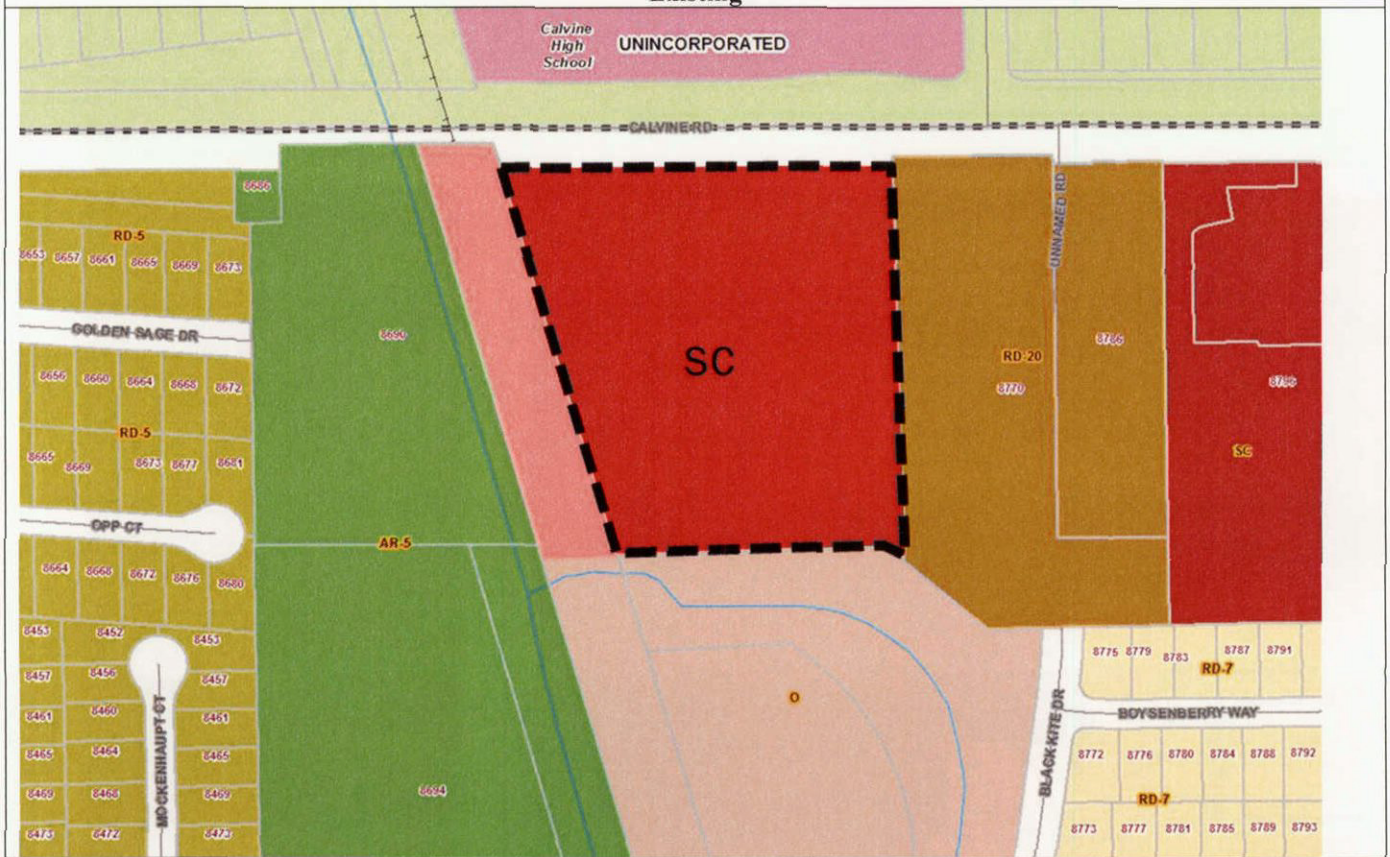 Existing
Calvine
High
School
UNINCORPORATED
CALVINE RD
8686
RD-5
8653 8657 8661 8665 8669 8673
GOLDEN SAGE DR
8690
UNNAMED RD
SC
RD-20
8770
8786
8796
SC
8656 8660 8664 8668 8672
RD-5
8665 8669 8673 8677 8681
OPP CT
AR-5
8664 8668 8672 8676 8680
8453 8452 8453
8457 8456 8457
8461 8460 8461
8465 8464 8465
8469 8468 8469
8473 8472 8473
MOCKENHAUPT CT
8694
O
BLACK KITE DR
8775 8779 8783 8787 8791
RD-7
BOYSENBERRY WAY
8772 8776 8780 8784 8788 8792
RD-7
8773 8777 8781 8785 8789 8793